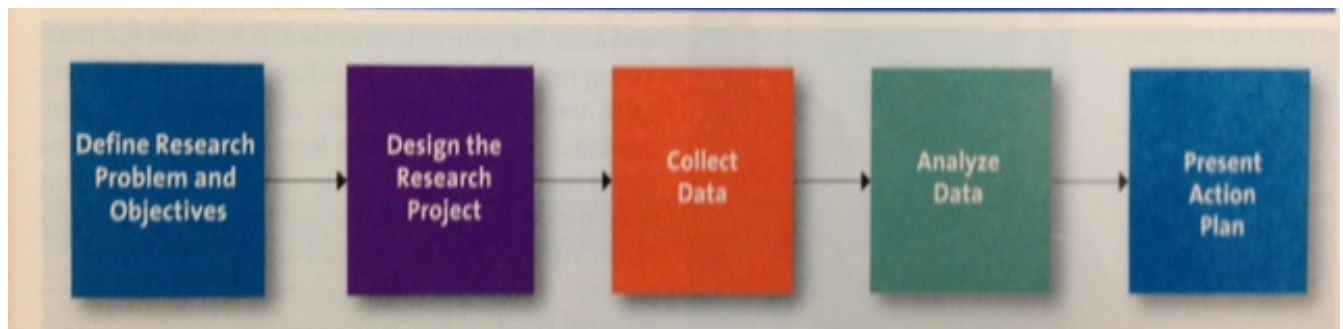 Define Research
Problem and
Objectives
Design the
Research
Project
Collect
Data
Analyze
Data
Present
Action
Plan